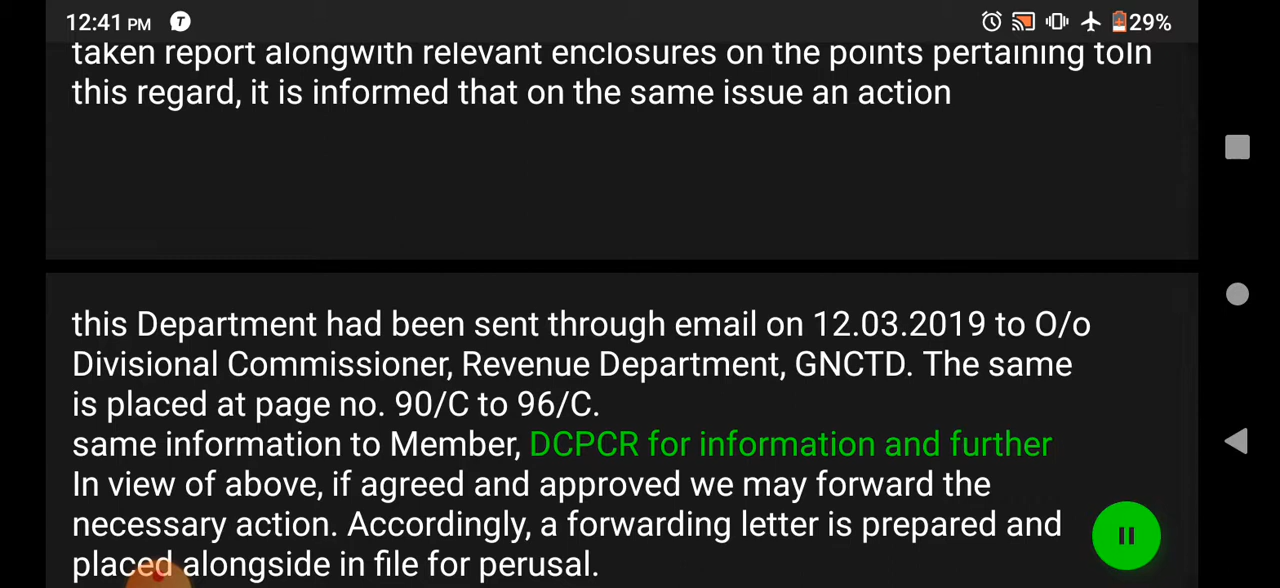 12:41 PM T 29%
taken report alongwith relevant enclosures on the points pertaining toIn
this regard, it is informed that on the same issue an action
this Department had been sent through email on 12.03.2019 to O/o
Divisional Commissioner, Revenue Department, GNCTD. The same
is placed at page no. 90/C to 96/C.
same information to Member, DCPCR for information and further
In view of above, if agreed and approved we may forward the
necessary action. Accordingly, a forwarding letter is prepared and
placed alongside in file for perusal.